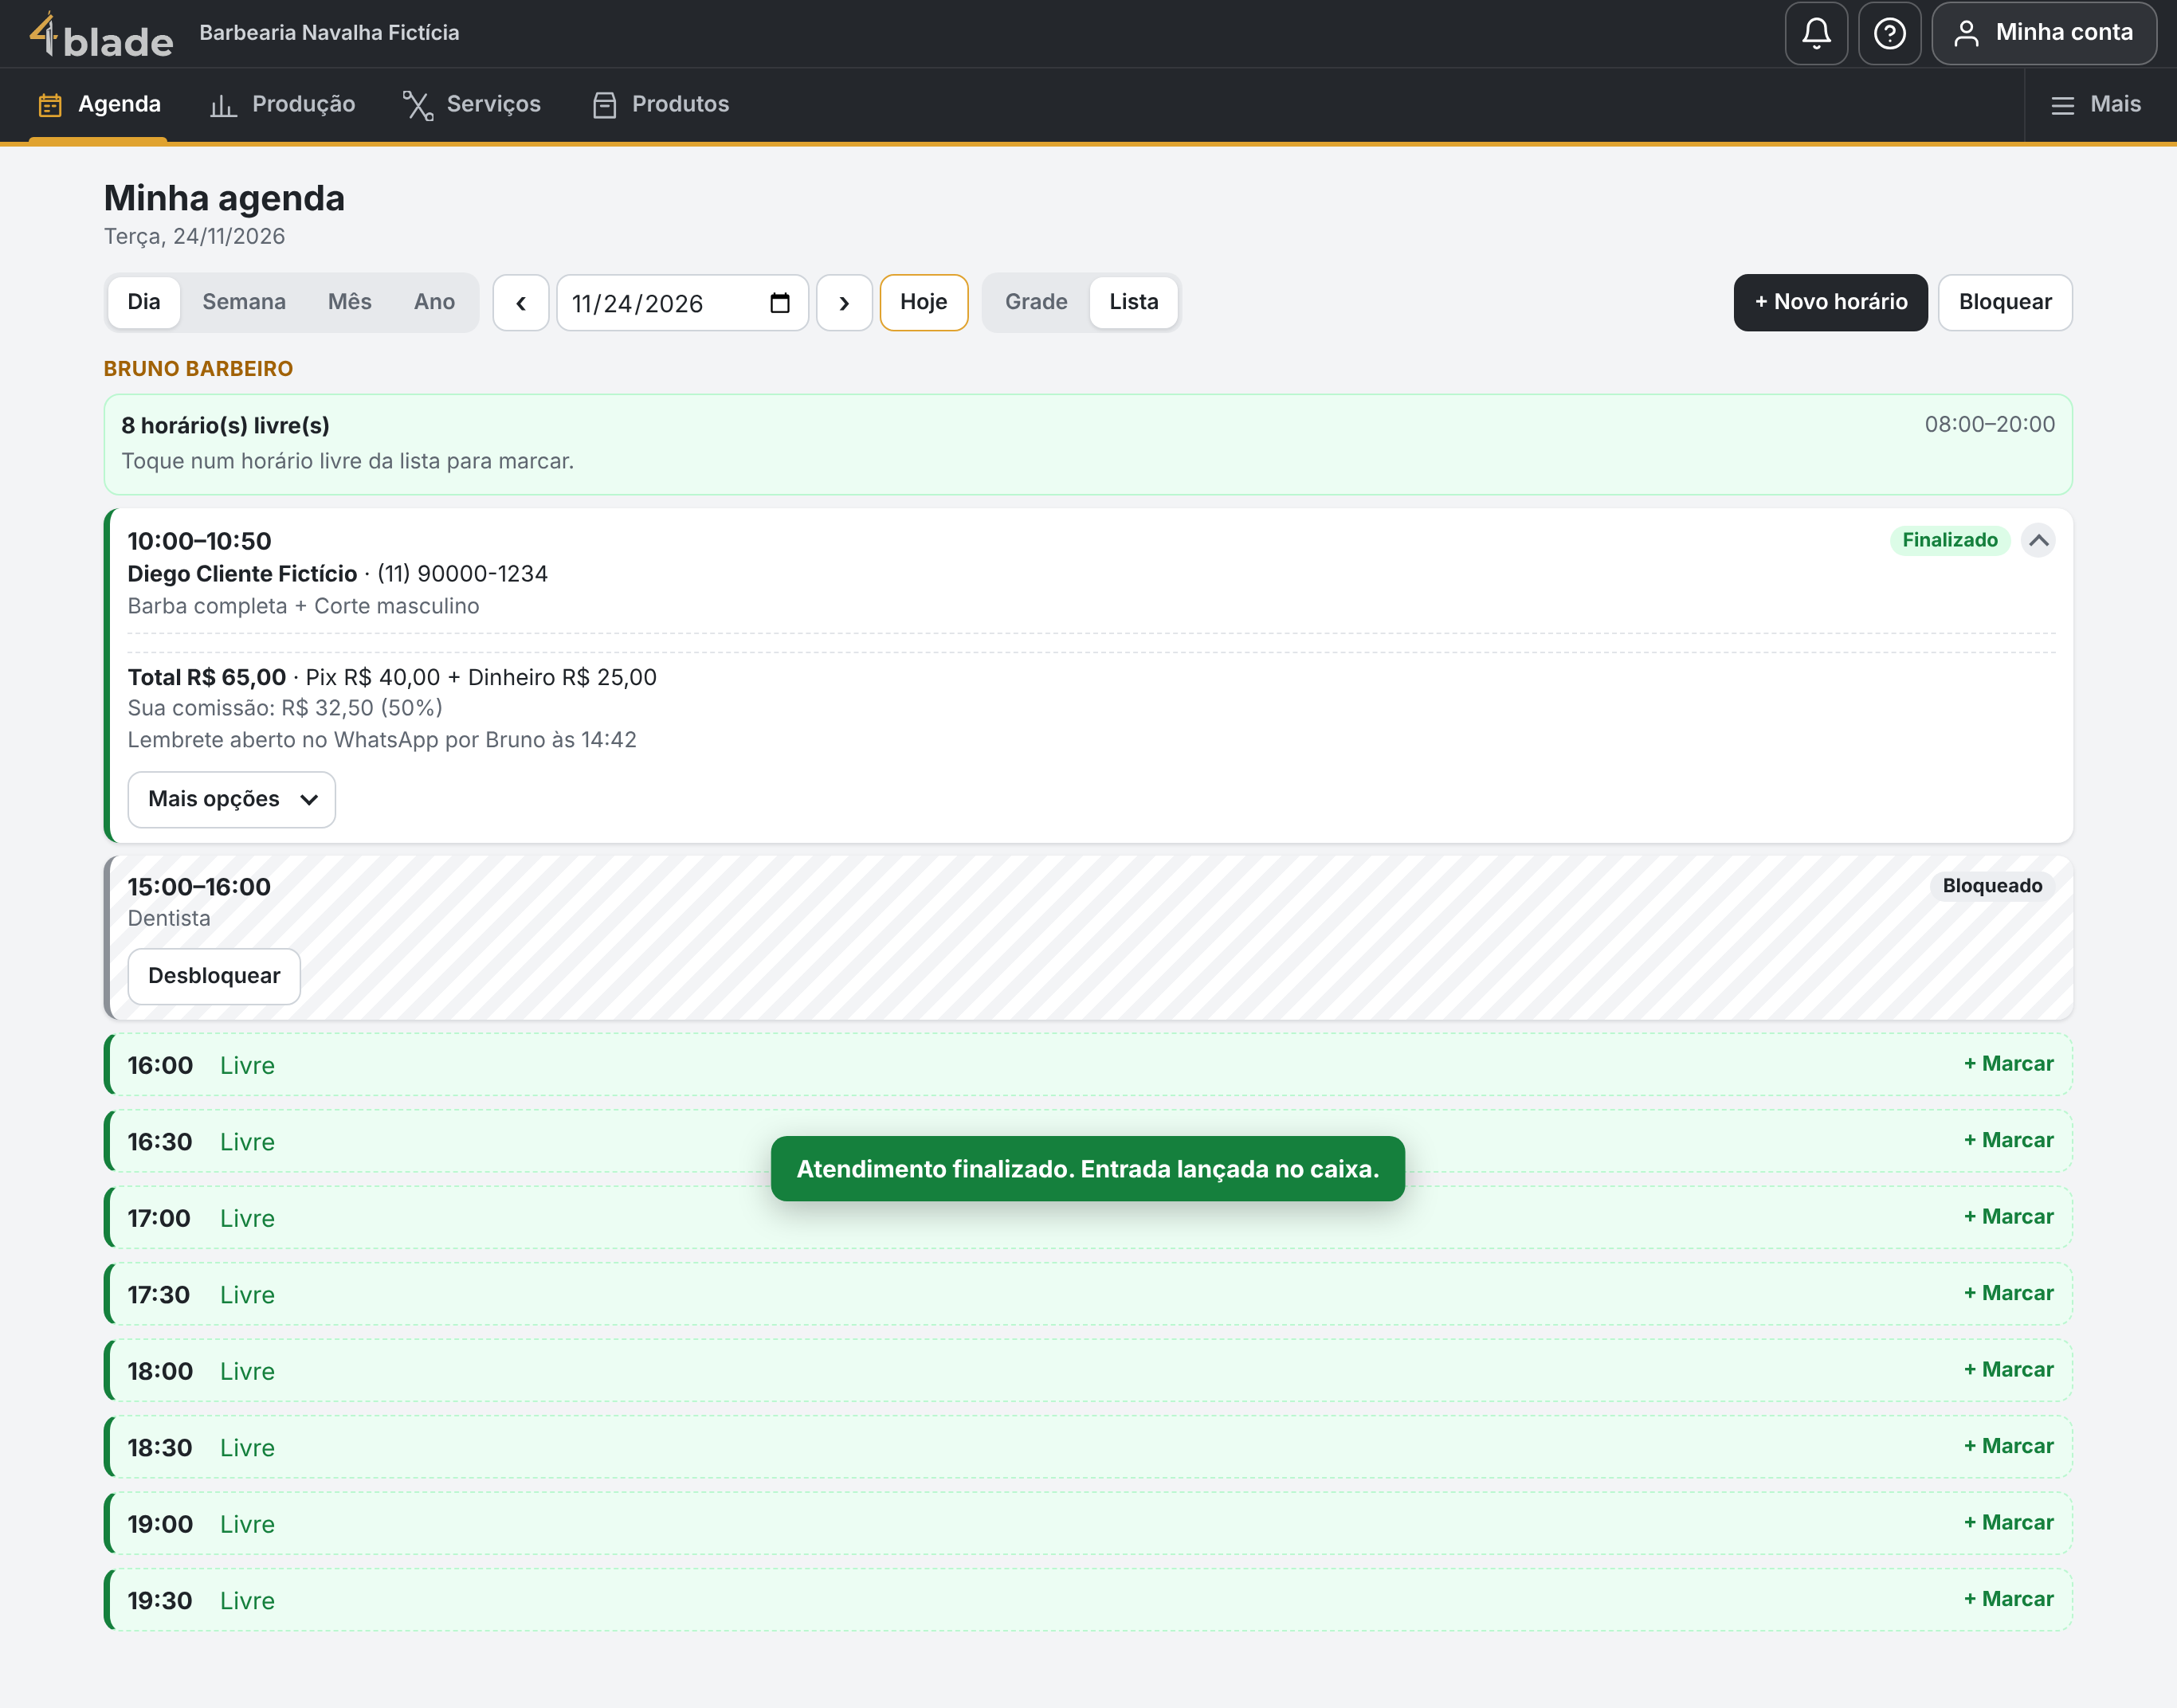 4blade Barbearia Navalha Fictícia Minha conta
Agenda Produção Serviços Produtos Mais
Minha agenda
Terça, 24/11/2026
Dia Semana Mês Ano ‹ 11/24/2026 › Hoje Grade Lista + Novo horário Bloquear
BRUNO BARBEIRO
8 horário(s) livre(s) 08:00–20:00
Toque num horário livre da lista para marcar.
10:00–10:50 Finalizado
Diego Cliente Fictício · (11) 90000-1234
Barba completa + Corte masculino
Total R$ 65,00 · Pix R$ 40,00 + Dinheiro R$ 25,00
Sua comissão: R$ 32,50 (50%)
Lembrete aberto no WhatsApp por Bruno às 14:42
Mais opções
15:00–16:00 Bloqueado
Dentista
Desbloquear
16:00 Livre + Marcar
16:30 Livre + Marcar
Atendimento finalizado. Entrada lançada no caixa.
17:00 Livre + Marcar
17:30 Livre + Marcar
18:00 Livre + Marcar
18:30 Livre + Marcar
19:00 Livre + Marcar
19:30 Livre + Marcar